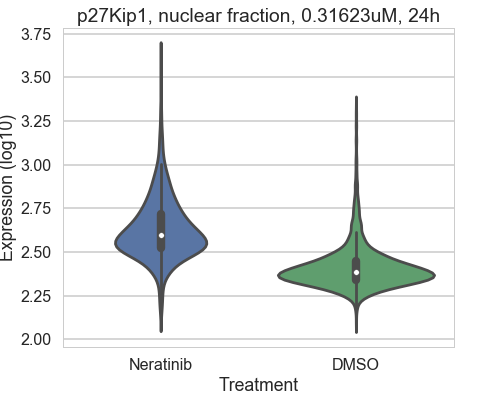 p27Kip1, nuclear fraction, 0.31623uM, 24h
Expression (log10)
3.75
3.50
3.25
3.00
2.75
2.50
2.25
2.00
Neratinib DMSO
Treatment